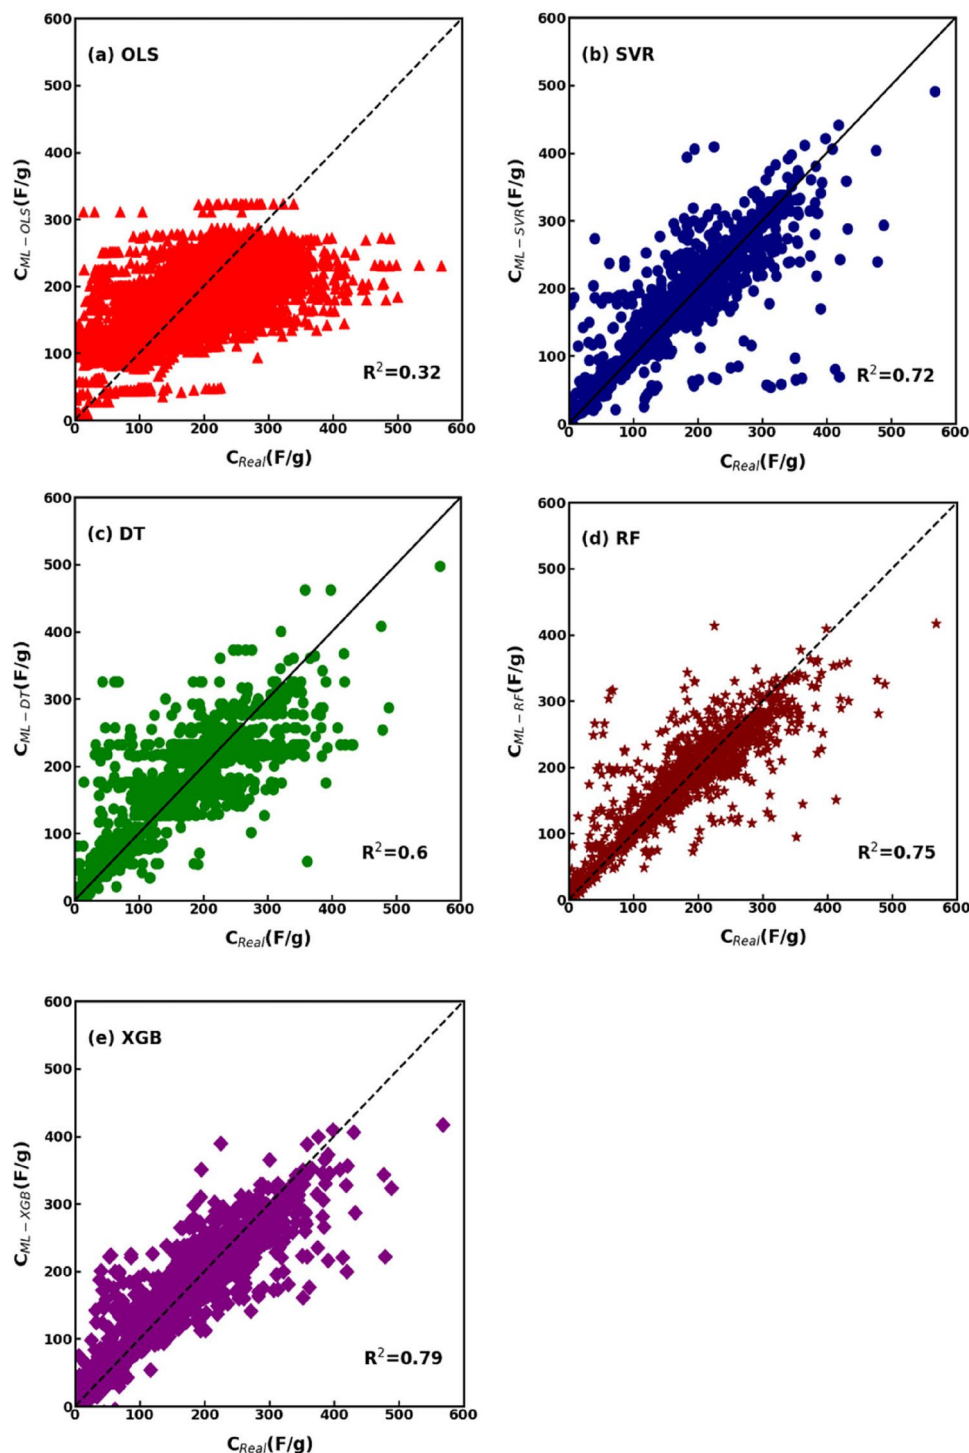 600
(a) OLS
500
400
300
200
100
0
0 100 200 300 400 500 600
C_ML−OLS(F/g)
R²=0.32
C_Real(F/g)
600
(b) SVR
500
400
300
200
100
0
0 100 200 300 400 500 600
C_ML−SVR(F/g)
R²=0.72
C_Real(F/g)
600
(c) DT
500
400
300
200
100
0
0 100 200 300 400 500 600
C_ML−DT(F/g)
R²=0.6
C_Real(F/g)
600
(d) RF
500
400
300
200
100
0
0 100 200 300 400 500 600
C_ML−RF(F/g)
R²=0.75
C_Real(F/g)
600
(e) XGB
500
400
300
200
100
0
0 100 200 300 400 500 600
C_ML−XGB(F/g)
R²=0.79
C_Real(F/g)